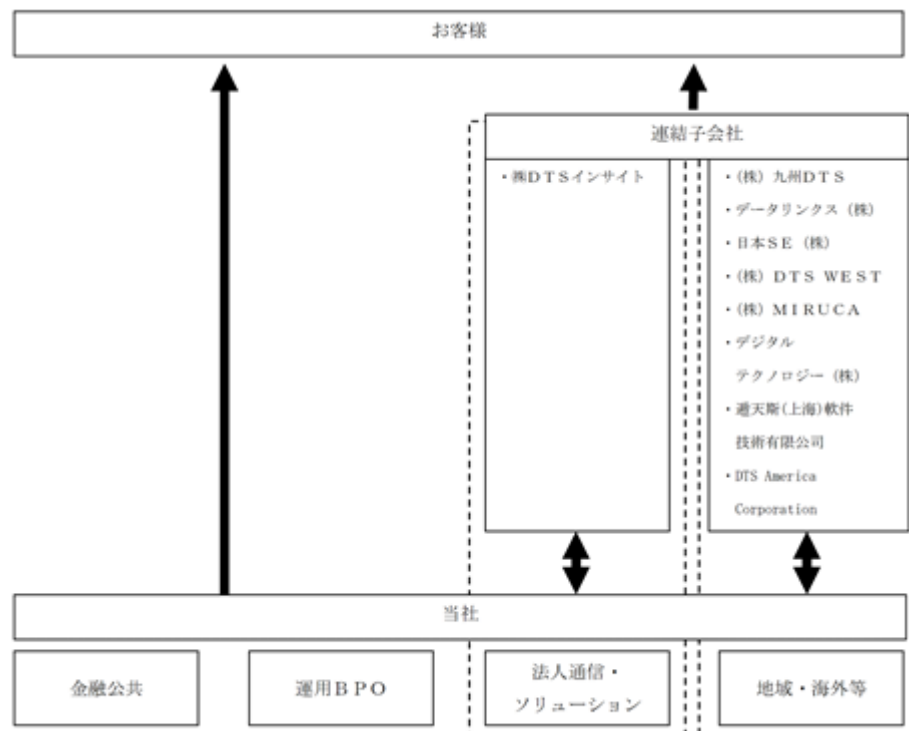 お客様
連結子会社
・㈱ＤＴＳインサイト
・(株) 九州ＤＴＳ
・データリンクス (株)
・日本ＳＥ (株)
・(株) ＤＴＳ ＷＥＳＴ
・(株) ＭＩＲＵＣＡ
・デジタル
テクノロジー (株)
・逓天斯(上海)軟件
技術有限公司
・DTS America
Corporation
当社
金融公共
運用ＢＰＯ
法人通信・
ソリューション
地域・海外等